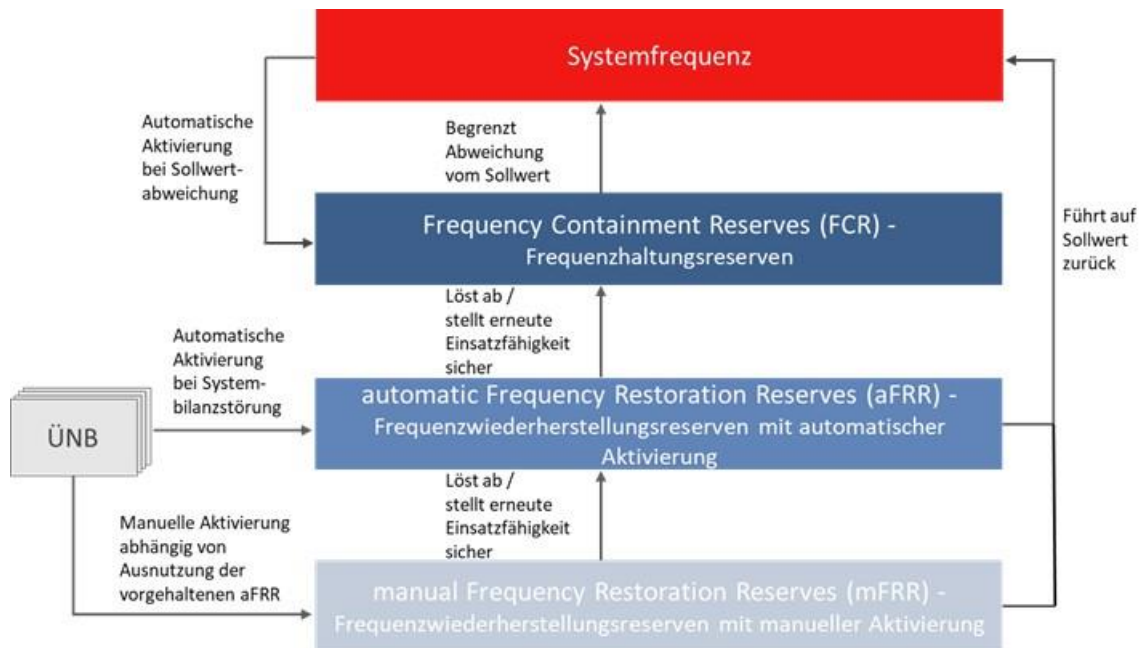 Systemfrequenz
Automatische
Aktivierung
bei Sollwert-
abweichung
Begrenzt
Abweichung
vom Sollwert
Frequency Containment Reserves (FCR) -
Frequenzhaltungsreserven
Führt auf
Sollwert
zurück
Löst ab /
stellt erneute
Einsatzfähigkeit
sicher
Automatische
Aktivierung
bei System-
bilanzstörung
ÜNB
automatic Frequency Restoration Reserves (aFRR) -
Frequenzwiederherstellungsreserven mit automatischer
Aktivierung
Löst ab /
stellt erneute
Einsatzfähigkeit
sicher
Manuelle Aktivierung
abhängig von
Ausnutzung der
vorgehaltenen aFRR
manual Frequency Restoration Reserves (mFRR) -
Frequenzwiederherstellungsreserven mit manueller Aktivierung